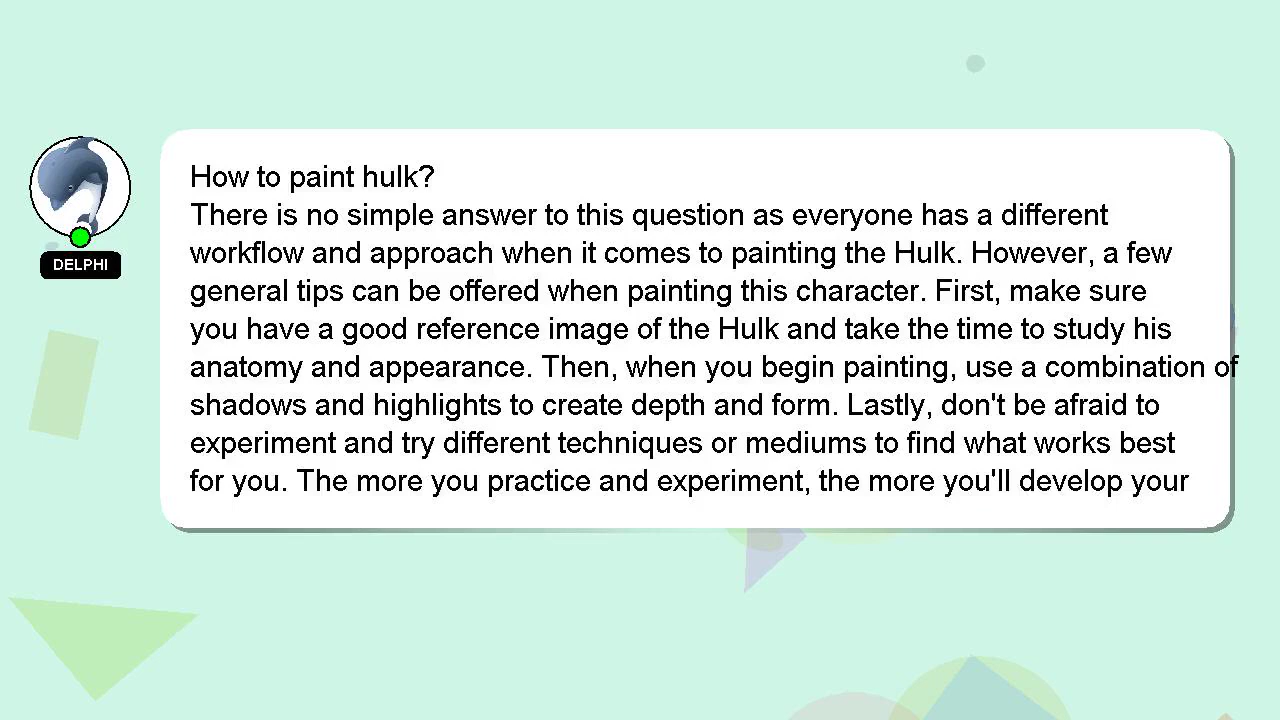 How to paint hulk?
There is no simple answer to this question as everyone has a different
workflow and approach when it comes to painting the Hulk. However, a few
general tips can be offered when painting this character. First, make sure
you have a good reference image of the Hulk and take the time to study his
anatomy and appearance. Then, when you begin painting, use a combination of
shadows and highlights to create depth and form. Lastly, don't be afraid to
experiment and try different techniques or mediums to find what works best
for you. The more you practice and experiment, the more you'll develop your
DELPHI